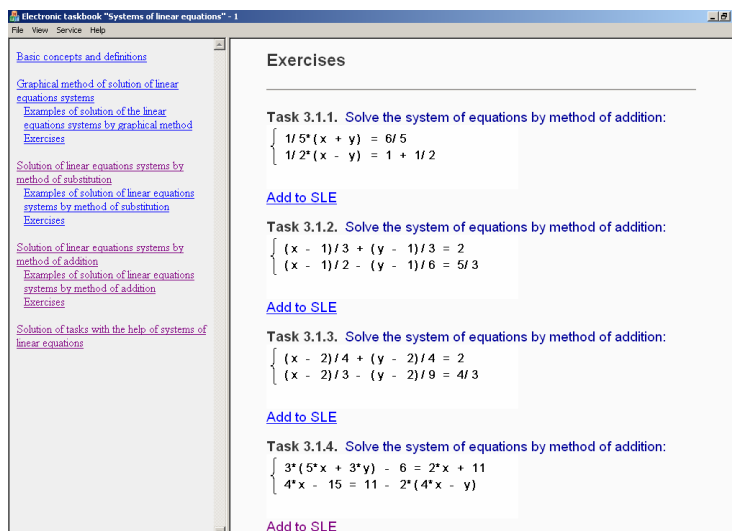 Electronic taskbook "Systems of linear equations" - 1
File View Service Help
Basic concepts and definitions
Graphical method of solution of linear
equations systems
Examples of solution of the linear
equations systems by graphical method
Exercises
Solution of linear equations systems by
method of substitution
Examples of solution of linear equations
systems by method of substitution
Exercises
Solution of linear equations systems by
method of addition
Examples of solution of linear equations
systems by method of addition
Exercises
Solution of tasks with the help of systems of
linear equations
Exercises
Task 3.1.1. Solve the system of equations by method of addition:
1/5*(x + y) = 6/5
1/2*(x - y) = 1 + 1/2
Add to SLE
Task 3.1.2. Solve the system of equations by method of addition:
(x - 1)/3 + (y - 1)/3 = 2
(x - 1)/2 - (y - 1)/6 = 5/3
Add to SLE
Task 3.1.3. Solve the system of equations by method of addition:
(x - 2)/4 + (y - 2)/4 = 2
(x - 2)/3 - (y - 2)/9 = 4/3
Add to SLE
Task 3.1.4. Solve the system of equations by method of addition:
3*(5*x + 3*y) - 6 = 2*x + 11
4*x - 15 = 11 - 2*(4*x - y)
Add to SLE